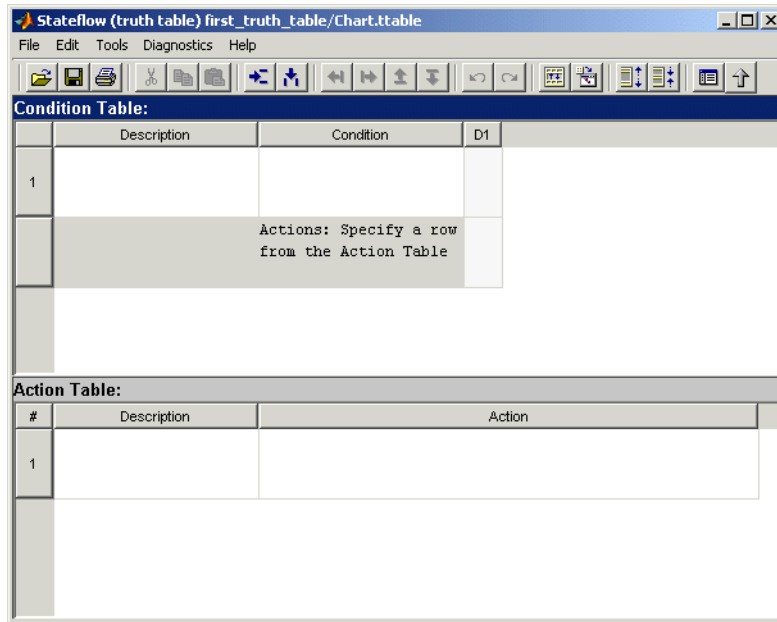 Stateflow (truth table) first_truth_table/Chart.ttable
File Edit Tools Diagnostics Help
Condition Table:
Description Condition D1
1
Actions: Specify a row
from the Action Table
Action Table:
# Description Action
1